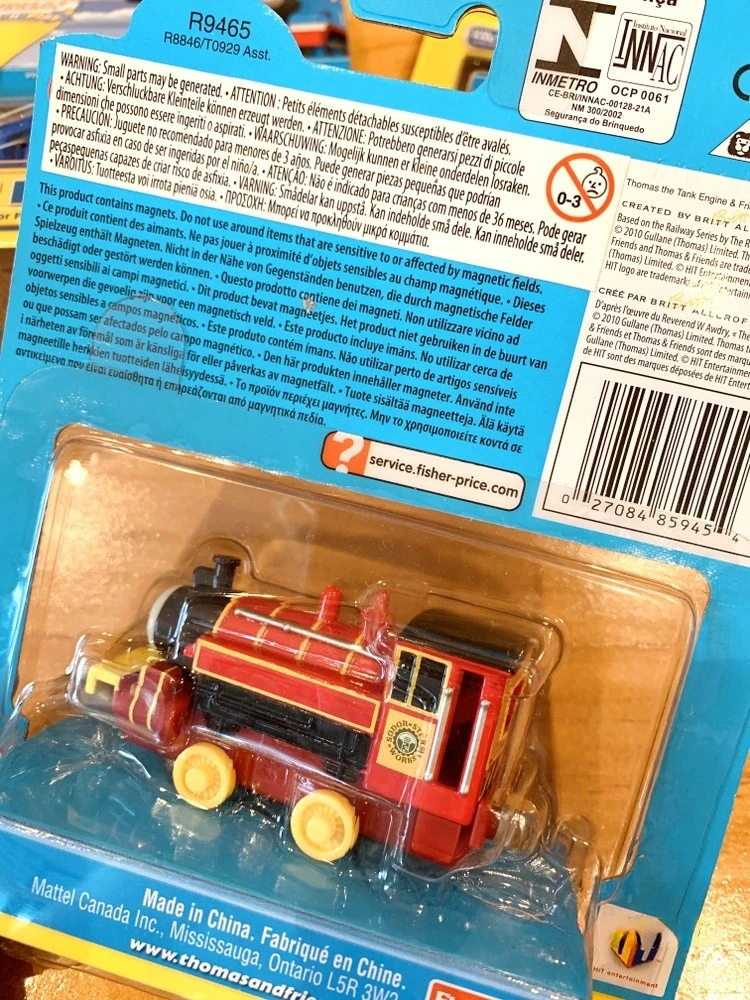 R9465
R8846/T0929 Asst.
WARNING: Small parts may be generated. • ATTENTION : Petits éléments détachables susceptibles d'être avalés.
• ACHTUNG: Verschluckbare Kleinteile können erzeugt werden. • ATTENZIONE: Potrebbero generarsi pezzi di piccole
dimensioni che possono essere ingeriti o aspirati. • WAARSCHUWING: Mogelijk kunnen er kleine onderdelen losraken.
• PRECAUCIÓN: Juguete no recomendado para menores de 3 años. Puede generar piezas pequeñas que podrían
provocar asfixia en caso de ser ingeridas por el niño/a. • ATENÇÃO: Não é indicado para crianças com menos de 36 meses. Pode gerar
peças pequenas capazes de criar risco de asfixia. • VARNING: Smådelar kan uppstå. Kan indeholde små dele. Kan inneholde små deler.
• VAROITUS: Tuotteesta voi irrota pieniä osia. • ΠΡΟΣΟΧΗ: Μπορεί να προκληθούν μικρά κομμάτια.
0-3
This product contains magnets. Do not use around items that are sensitive to or affected by magnetic fields.
• Ce produit contient des aimants. Ne pas jouer à proximité d'objets sensibles au champ magnétique. • Dieses
Spielzeug enthält Magneten. Nicht in der Nähe von Gegenständen benutzen, die durch magnetische Felder
beschädigt oder gestört werden können. • Questo prodotto contiene dei magneti. Non utilizzare vicino ad
oggetti sensibili ai campi magnetici. • Dit product bevat magneetjes. Het product niet gebruiken in de buurt van
voorwerpen die gevoelig zijn voor een magnetisch veld. • Este producto incluye imanes. No utilizar cerca de
objetos sensibles a campos magnéticos. • Este produto contém ímans. Não utilizar perto de artigos sensíveis
ou que possam ser afectados pelo campo magnético. • Den här produkten innehåller magneter. Använd inte
i närheten av föremål som är känsliga för eller påverkas av magnetfält. • Tuote sisältää magneetteja. Älä käytä
magneetille herkkien tuotteiden läheisyydessä. • Το προϊόν περιέχει μαγνήτες. Μην το χρησιμοποιείτε κοντά σε
αντικείμενα που είναι ευαίσθητα ή επηρεάζονται από μαγνητικά πεδία.
?
service.fisher-price.com
Instituto Nacional
INNAC
INMETRO
OCP 0061
CE-BRI/INNAC-00128-21A
NM 300/2002
Segurança do Brinquedo
Thomas the Tank Engine &
CREATED BY BRITT
Based on the Railway Series by The
© 2010 Gullane (Thomas) Limited.
Friends and Thomas & Friends are
(Thomas) Limited. © HIT Entertainment
HIT logo are trademarks
CRÉÉ PAR BRITT ALLCROFT
D'après l'œuvre du Révérend W Awdry,
© 2010 Gullane (Thomas) Limited.
& Friends et Thomas & Friends sont des
Gullane (Thomas) Limited. © HIT
de HIT sont des marques déposées de HIT
0 27084 85945 4
SODOR STEAM WORKS
Made in China. Fabriqué en Chine.
Mattel Canada Inc., Mississauga, Ontario L5R 3W2
www.thomasandfrie
HiT entertainment